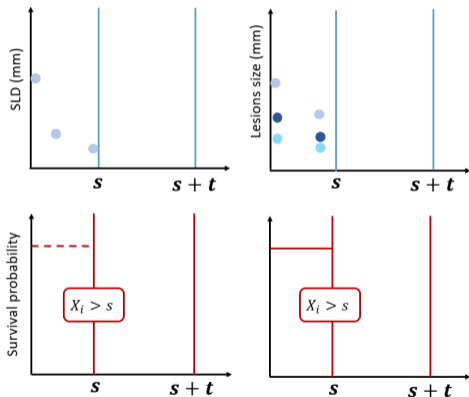 SLD (mm)
s
s + t
Lesions size (mm)
s
s + t
Survival probability
X_i > s
s
s + t
X_i > s
s
s + t